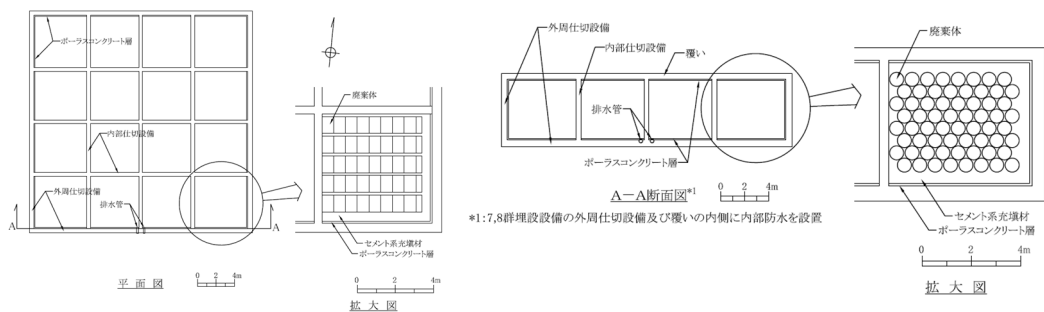 ポーラスコンクリート層
内部仕切設備
外周仕切設備
排水管
A
A
平面図
0 2 4m
廃棄体
セメント系充填材
ポーラスコンクリート層
0 2 4m
拡大図
外周仕切設備
内部仕切設備
覆い
排水管
ポーラスコンクリート層
A－A断面図*1
0 2 4m
*1:7,8群埋設設備の外周仕切設備及び覆いの内側に内部防水を設置
廃棄体
セメント系充填材
ポーラスコンクリート層
0 2 4m
拡大図